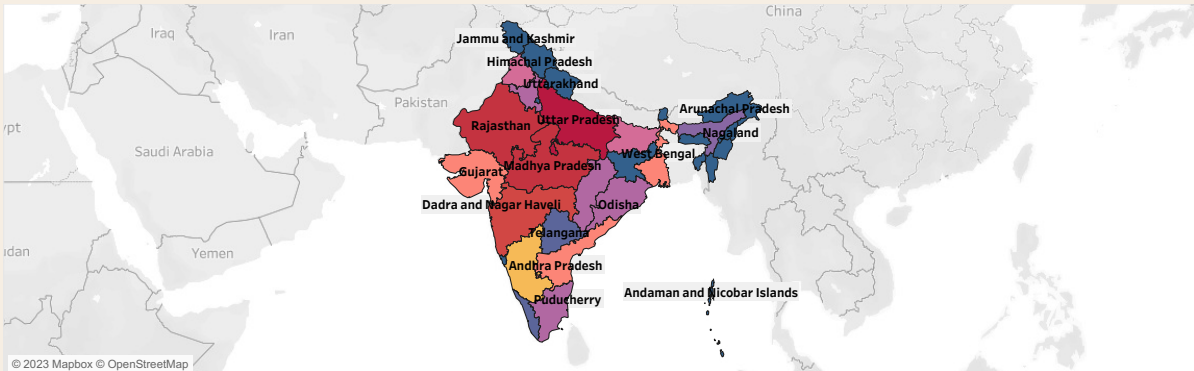 China
Iraq
Iran
Jammu and Kashmir
Himachal Pradesh
Uttarakhand
Pakistan
Arunachal Pradesh
Uttar Pradesh
Rajasthan
Nagaland
ypt
Saudi Arabia
West Bengal
Madhya Pradesh
Gujarat
Dadra and Nagar Haveli
Odisha
Telangana
udan
Yemen
Andhra Pradesh
Andaman and Nicobar Islands
Puducherry
© 2023 Mapbox © OpenStreetMap